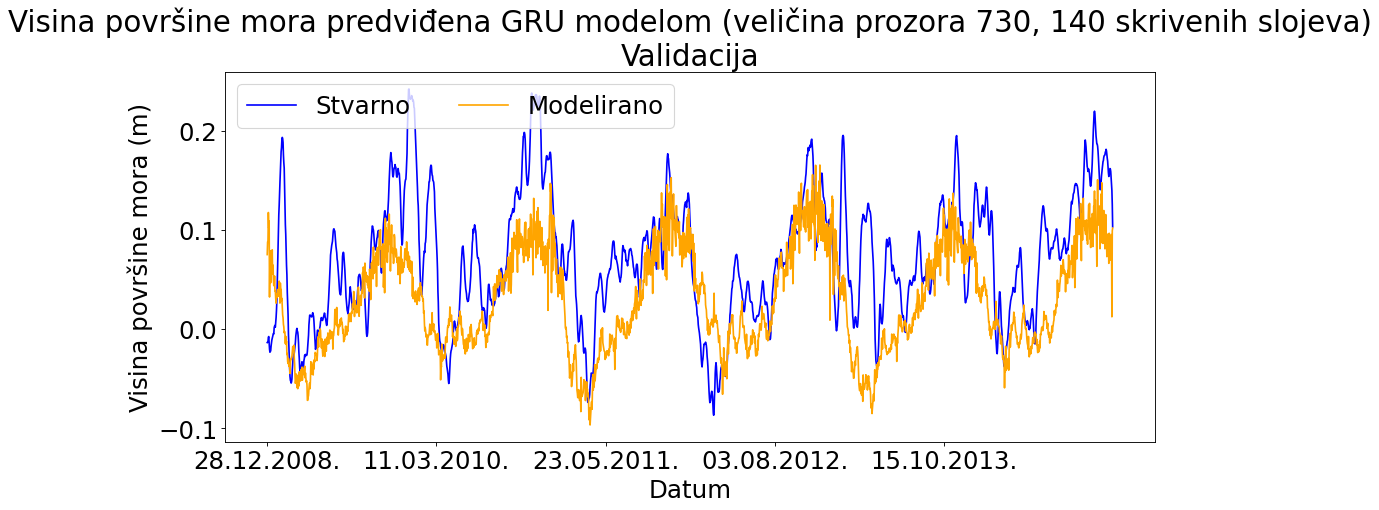 Visina površine mora predviđena GRU modelom (veličina prozora 730, 140 skrivenih slojeva)
Validacija
Stvarno
Modelirano
Visina površine mora (m)
0.2
0.1
0.0
−0.1
28.12.2008.
11.03.2010.
23.05.2011.
03.08.2012.
15.10.2013.
Datum